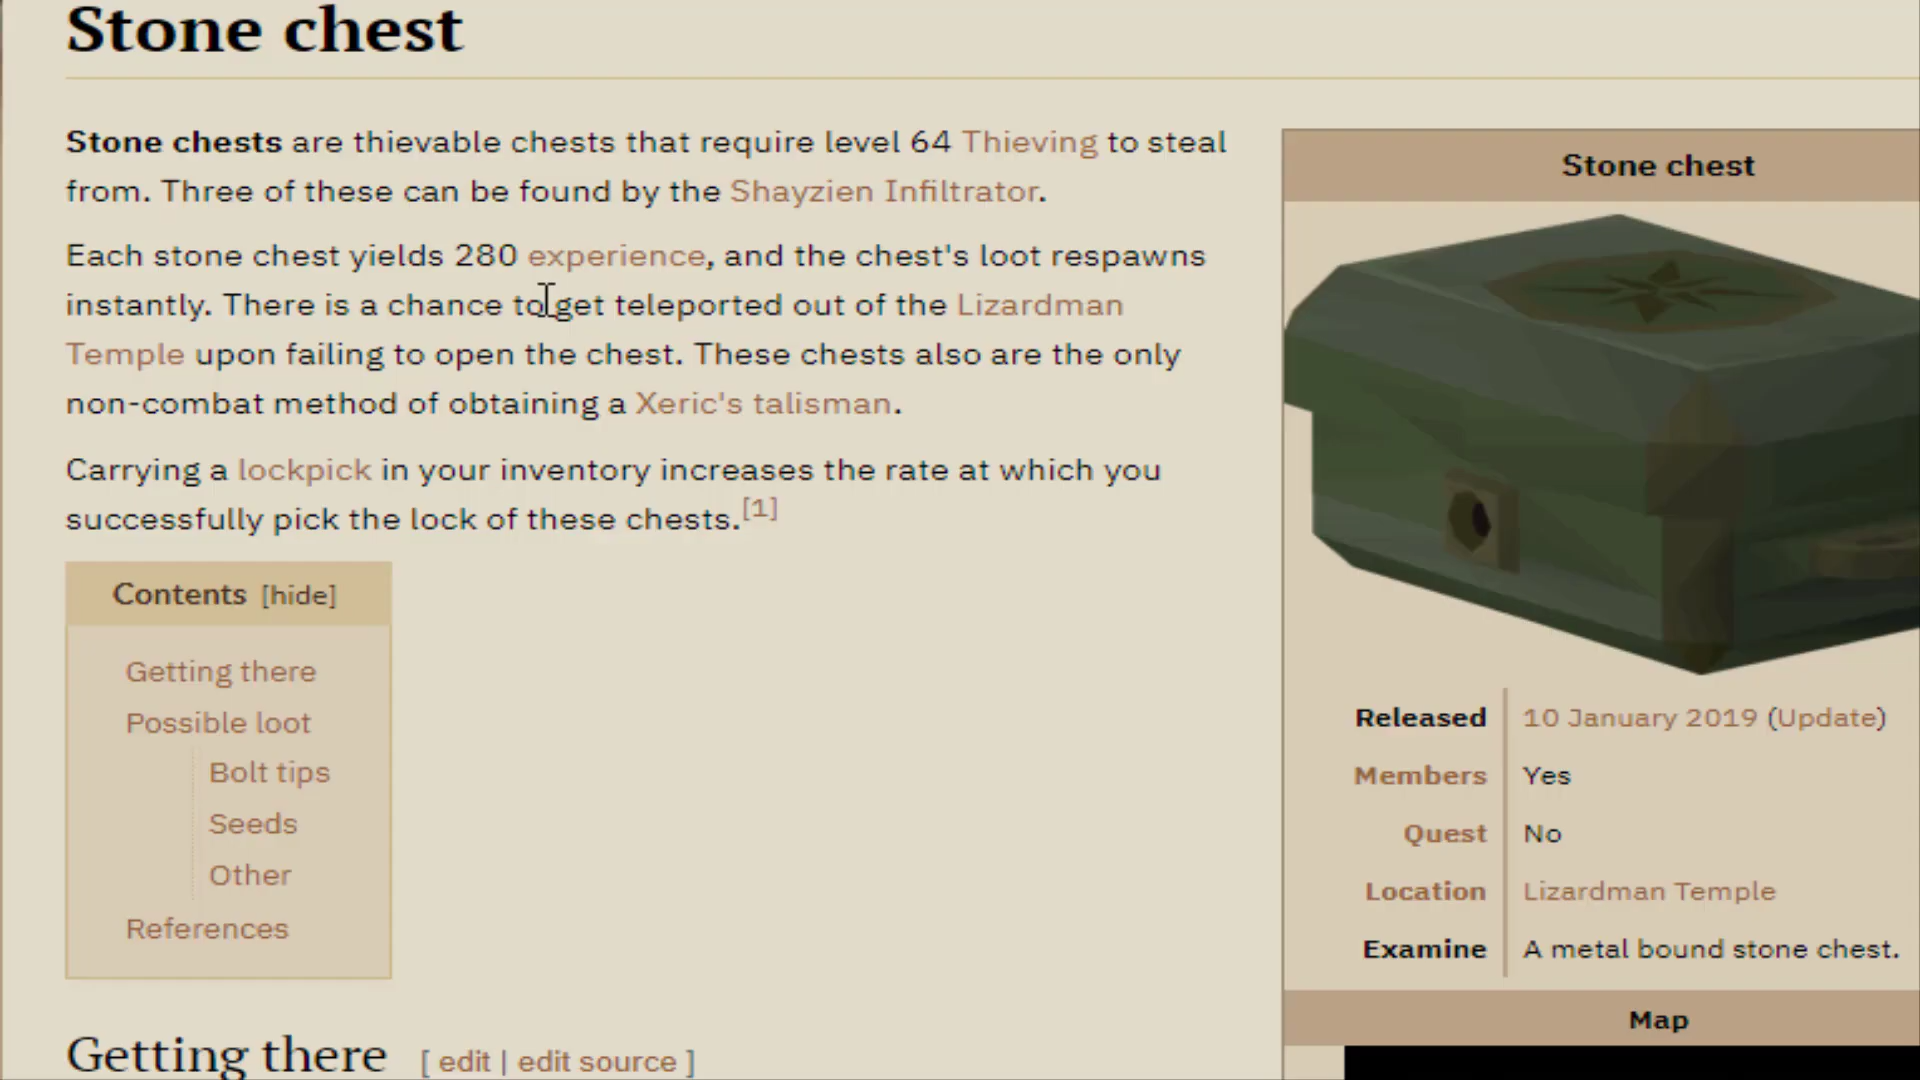 Stone chest
Stone chests are thievable chests that require level 64 Thieving to steal
from. Three of these can be found by the Shayzien Infiltrator.
Each stone chest yields 280 experience, and the chest's loot respawns
instantly. There is a chance to get teleported out of the Lizardman
Temple upon failing to open the chest. These chests also are the only
non-combat method of obtaining a Xeric's talisman.
Carrying a lockpick in your inventory increases the rate at which you
successfully pick the lock of these chests.[1]
Contents [hide]
Getting there
Possible loot
Bolt tips
Seeds
Other
References
Getting there [ edit | edit source ]
Stone chest
Released 10 January 2019 (Update)
Members Yes
Quest No
Location Lizardman Temple
Examine A metal bound stone chest.
Map